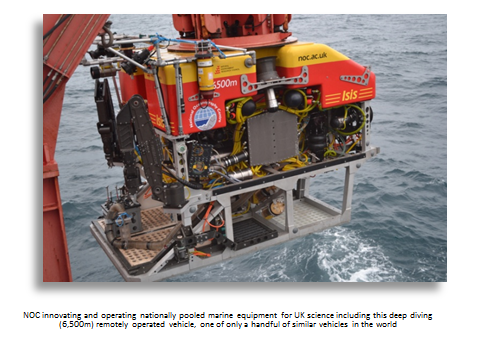 noc.ac.uk
6500m
Isis
NOC innovating and operating nationally pooled marine equipment for UK science including this deep diving
(6,500m) remotely operated vehicle, one of only a handful of similar vehicles in the world